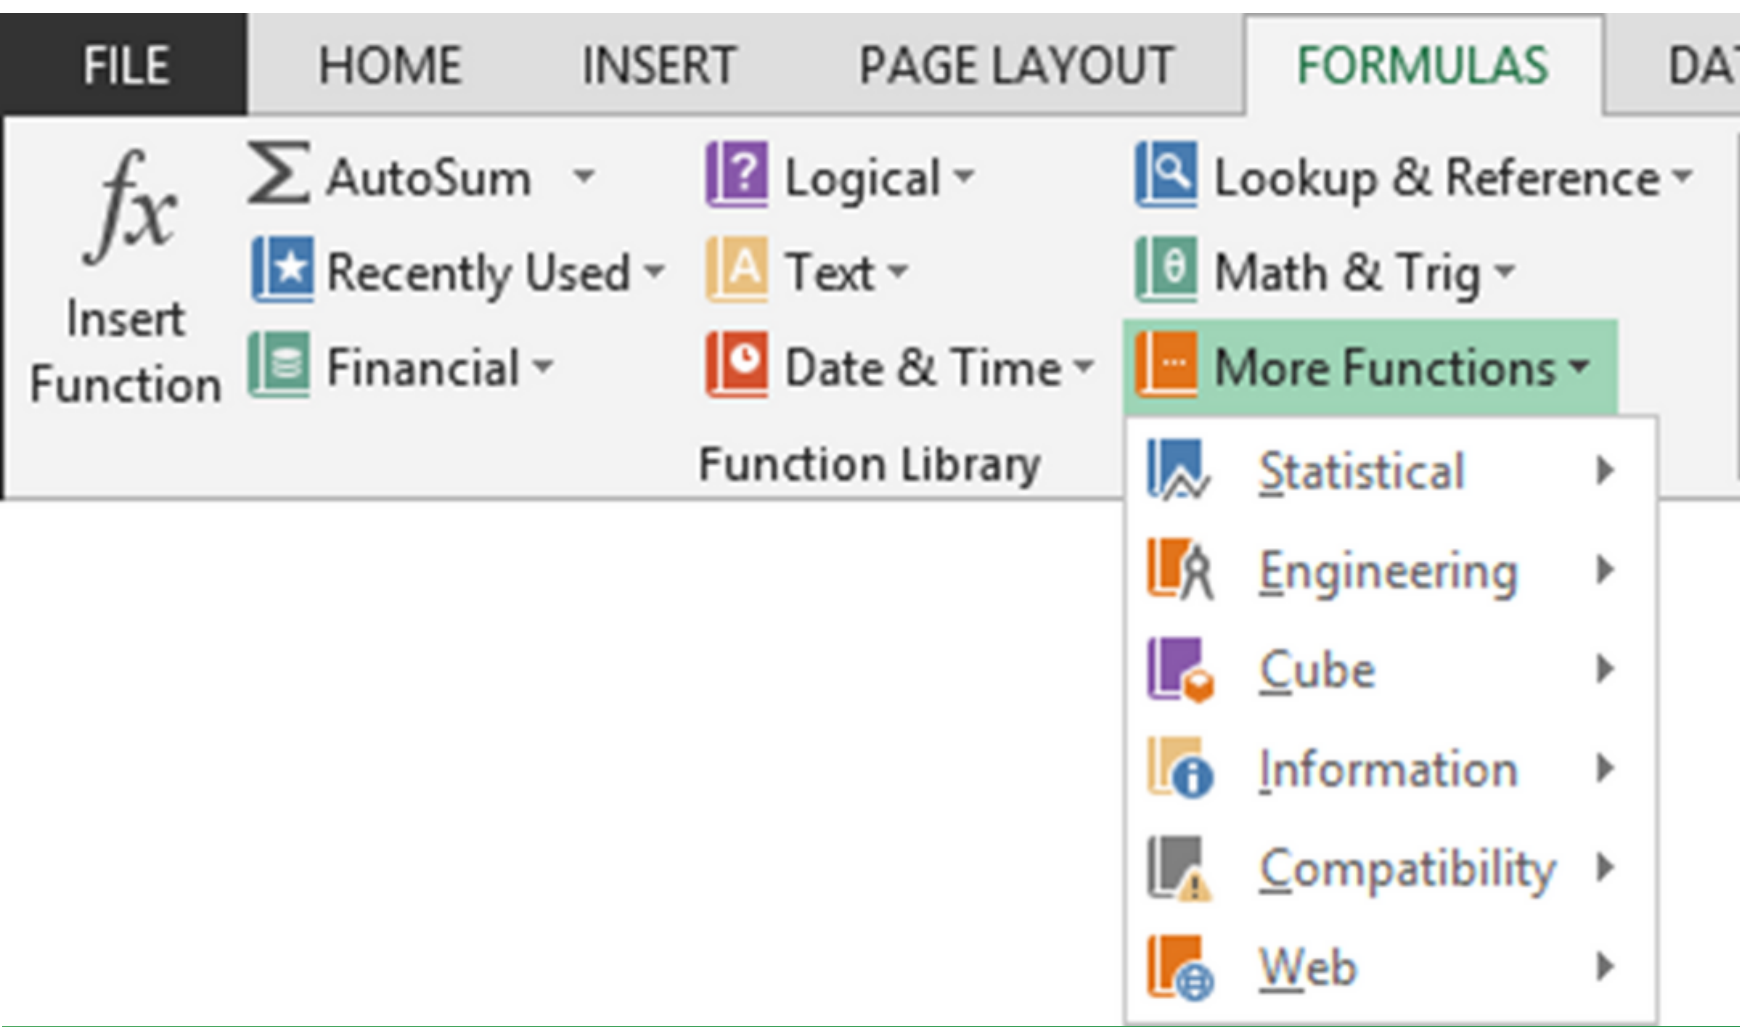 FILE HOME INSERT PAGE LAYOUT FORMULAS DAT
fx
Insert
Function
AutoSum
Recently Used
Financial
Logical
Text
Date & Time
Lookup & Reference
Math & Trig
More Functions
Function Library
Statistical
Engineering
Cube
Information
Compatibility
Web